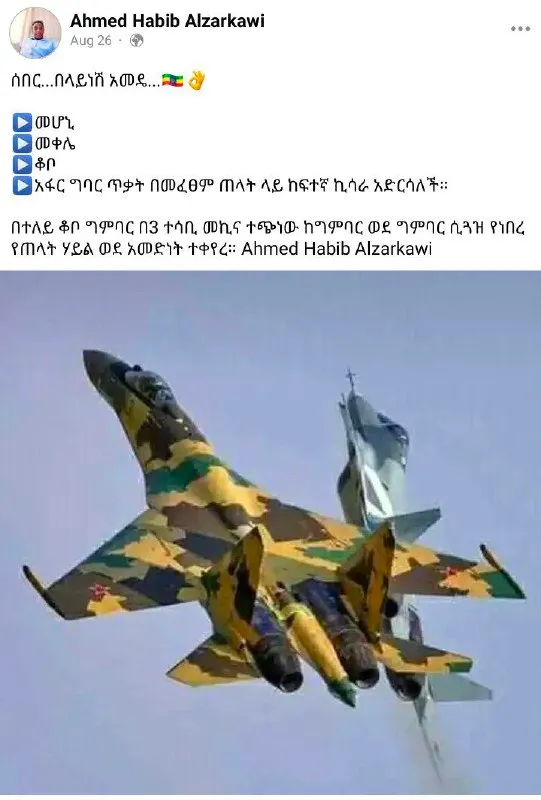 Ahmed Habib Alzarkawi
Aug 26
ሰበር...በላይነሽ አመዴ...🇪🇹👌
▶️መሆኒ
▶️መቀሌ
▶️ቆቦ
▶️አፋር ግባር ጥቃት በመፈፀም ጠላት ላይ ከፍተኛ ኪሳራ አድርሳለች።
በተለይ ቆቦ ግምባር በ3 ተሳቢ መኪና ተጭነው ከግምባር ወደ ግምባር ሲጓዝ የነበረ
የጠላት ሃይል ወደ አመድነት ተቀየረ። Ahmed Habib Alzarkawi